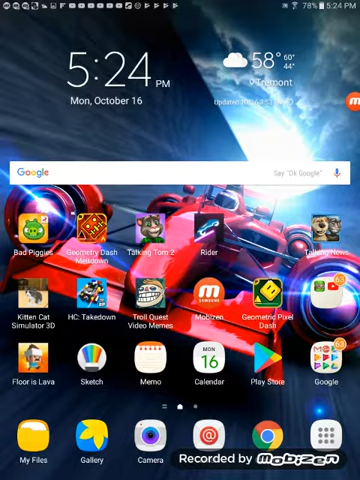 78% 5:24 PM
5:24 PM
Mon, October 16
58° 60°
44°
Tremont
Google Say "Ok Google"
Bad Piggies Geometry Dash Meltdown Talking Tom 2 Rider Talking News
63
Kitten Cat Simulator 3D HC: Takedown Troll Quest Video Memes Mobizen Geometric Pixel Dash
MON
16
63
Floor is Lava Sketch Memo Calendar Play Store Google
My Files Gallery Camera
Recorded by Mobizen